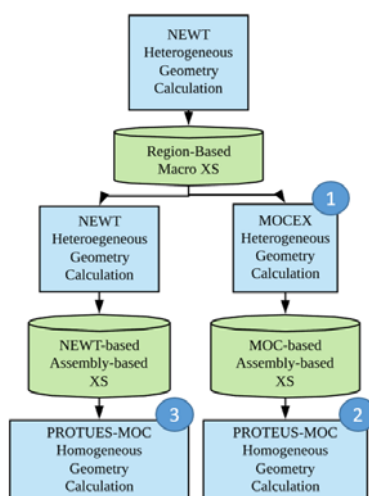 NEWT
Heterogeneous
Geometry
Calculation
Region-Based
Macro XS
1
NEWT
Heteroegeneous
Geometry
Calculation
MOCEX
Heterogeneous
Geometry
Calculation
NEWT-based
Assembly-based
XS
MOC-based
Assembly-based
XS
3
PROTUES-MOC
Homogeneous
Geometry
Calculation
2
PROTEUS-MOC
Homogeneous
Geometry
Calculation